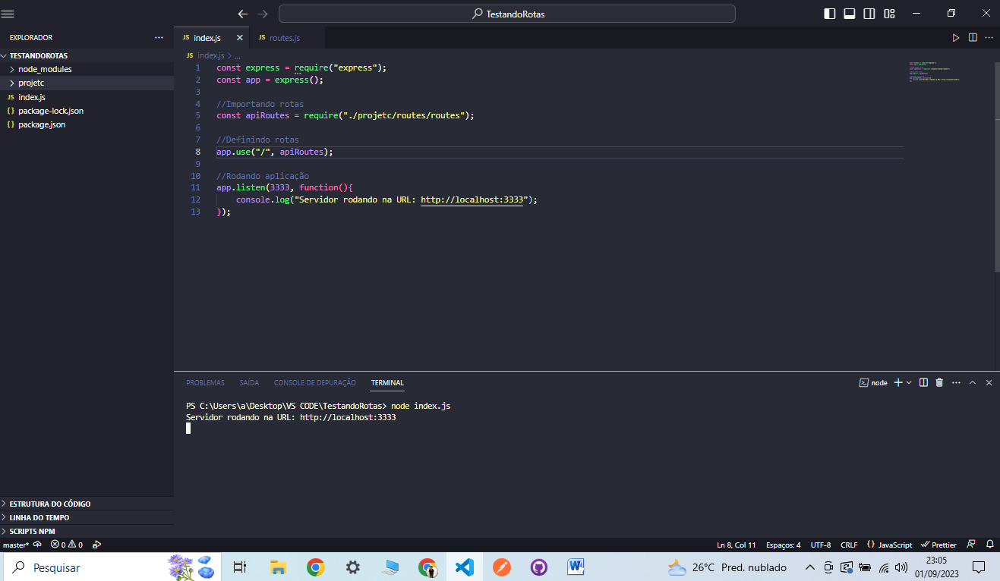 TestandoRotas
EXPLORADOR
TESTANDOROTAS
node_modules
projetc
JS index.js
{} package-lock.json
{} package.json
ESTRUTURA DO CÓDIGO
LINHA DO TEMPO
SCRIPTS NPM
JS index.js
JS routes.js
JS index.js > ...
1 const express = require("express");
2 const app = express();
3
4 //Importando rotas
5 const apiRoutes = require("./projetc/routes/routes");
6
7 //Definindo rotas
8 app.use("/", apiRoutes);
9
10 //Rodando aplicação
11 app.listen(3333, function(){
12 console.log("Servidor rodando na URL: http://localhost:3333");
13 });
PROBLEMAS SAÍDA CONSOLE DE DEPURAÇÃO TERMINAL
node
PS C:\Users\a\Desktop\VS CODE\TestandoRotas> node index.js
Servidor rodando na URL: http://localhost:3333
master* 0 0 Ln 8, Col 11 Espaços: 4 UTF-8 CRLF {} JavaScript Prettier
Pesquisar
26°C Pred. nublado
23:05
01/09/2023